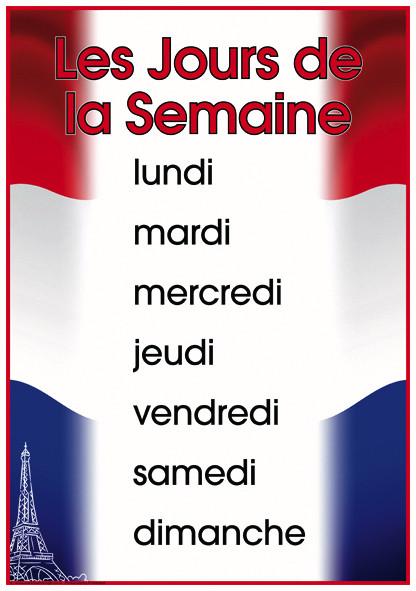 Les Jours de
la Semaine
lundi
mardi
mercredi
jeudi
vendredi
samedi
dimanche